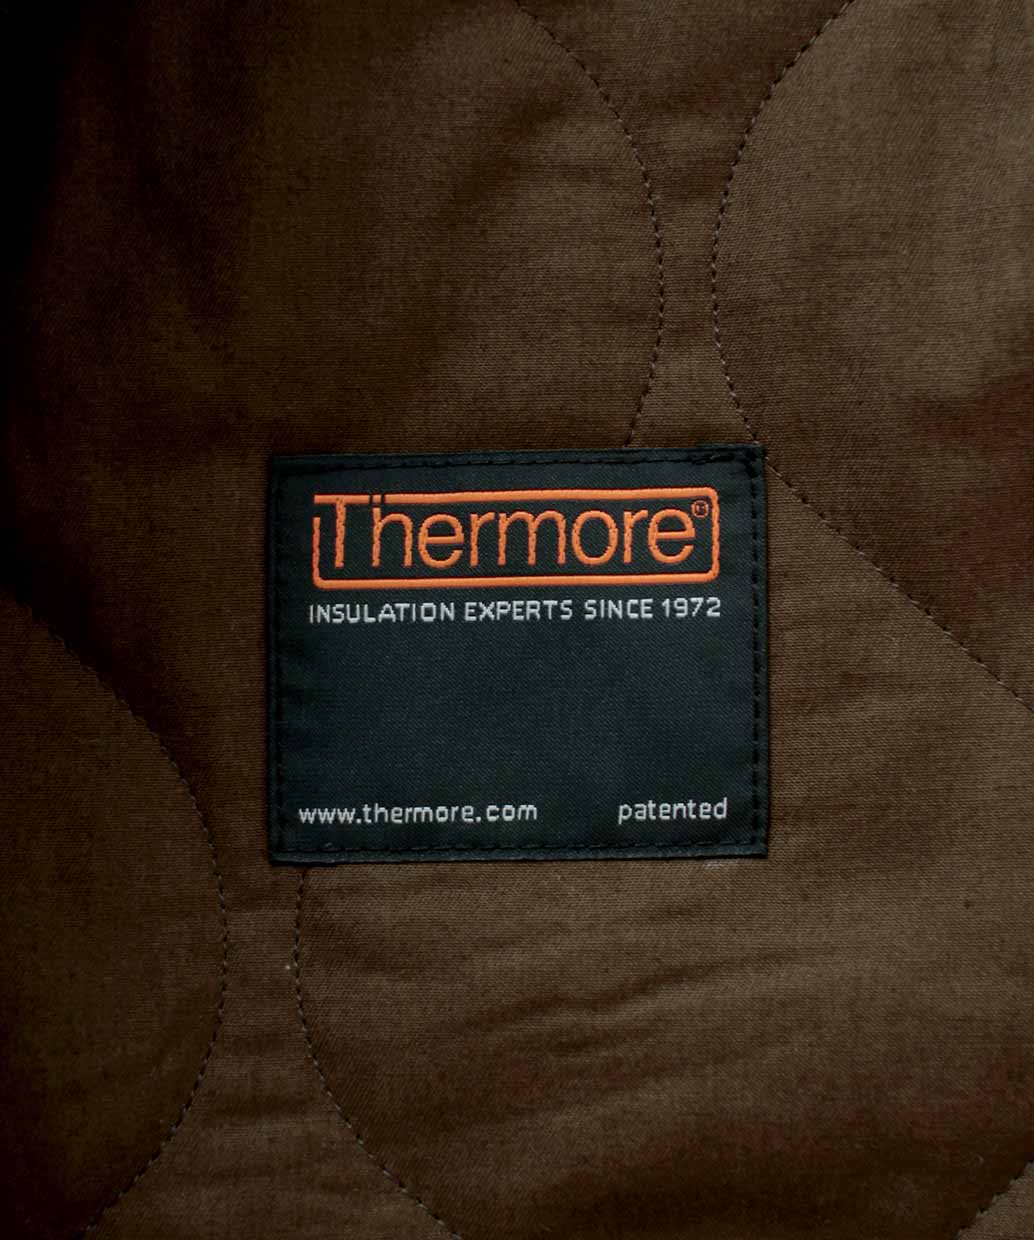 Thermore®
INSULATION EXPERTS SINCE 1972
www.thermore.com patented